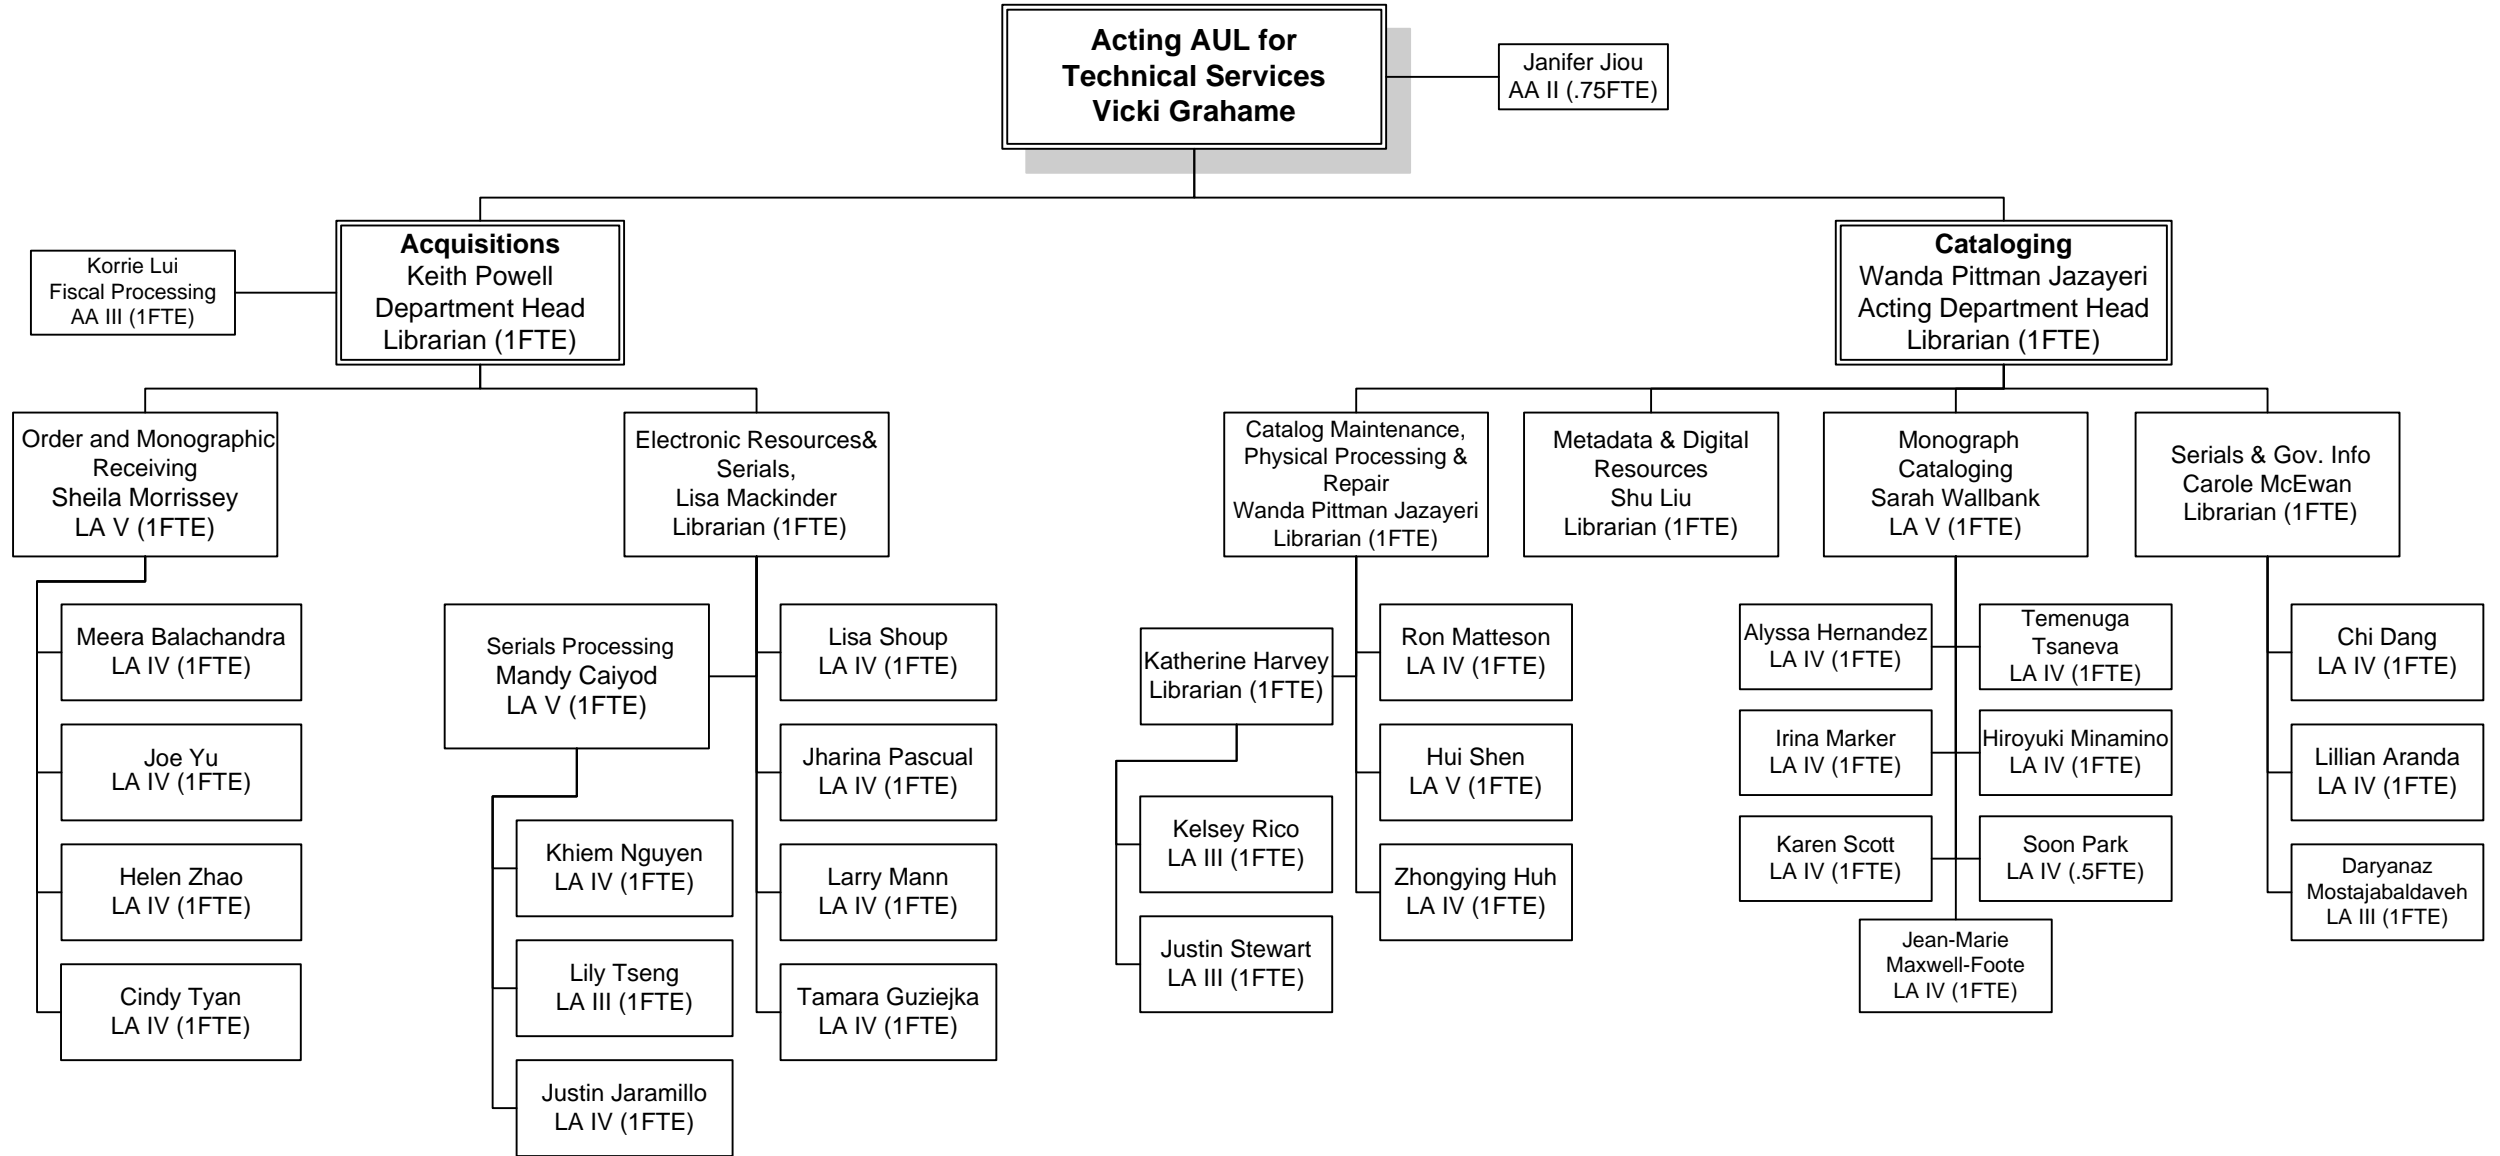 Acting AUL for
Technical Services
Vicki Grahame
Janifer Jiou
AA II (.75FTE)
Korrie Lui
Fiscal Processing
AA III (1FTE)
Acquisitions
Keith Powell
Department Head
Librarian (1FTE)
Cataloging
Wanda Pittman Jazayeri
Acting Department Head
Librarian (1FTE)
Order and Monographic
Receiving
Sheila Morrissey
LA V (1FTE)
Electronic Resources&
Serials,
Lisa Mackinder
Librarian (1FTE)
Catalog Maintenance,
Physical Processing &
Repair
Wanda Pittman Jazayeri
Librarian (1FTE)
Metadata & Digital
Resources
Shu Liu
Librarian (1FTE)
Monograph
Cataloging
Sarah Wallbank
LA V (1FTE)
Serials & Gov. Info
Carole McEwan
Librarian (1FTE)
Meera Balachandra
LA IV (1FTE)
Joe Yu
LA IV (1FTE)
Helen Zhao
LA IV (1FTE)
Cindy Tyan
LA IV (1FTE)
Serials Processing
Mandy Caiyod
LA V (1FTE)
Khiem Nguyen
LA IV (1FTE)
Lily Tseng
LA III (1FTE)
Justin Jaramillo
LA IV (1FTE)
Lisa Shoup
LA IV (1FTE)
Jharina Pascual
LA IV (1FTE)
Larry Mann
LA IV (1FTE)
Tamara Guziejka
LA IV (1FTE)
Katherine Harvey
Librarian (1FTE)
Kelsey Rico
LA III (1FTE)
Justin Stewart
LA III (1FTE)
Ron Matteson
LA IV (1FTE)
Hui Shen
LA V (1FTE)
Zhongying Huh
LA IV (1FTE)
Alyssa Hernandez
LA IV (1FTE)
Temenuga
Tsaneva
LA IV (1FTE)
Irina Marker
LA IV (1FTE)
Hiroyuki Minamino
LA IV (1FTE)
Karen Scott
LA IV (1FTE)
Soon Park
LA IV (.5FTE)
Jean-Marie
Maxwell-Foote
LA IV (1FTE)
Chi Dang
LA IV (1FTE)
Lillian Aranda
LA IV (1FTE)
Daryanaz
Mostajabaldaveh
LA III (1FTE)